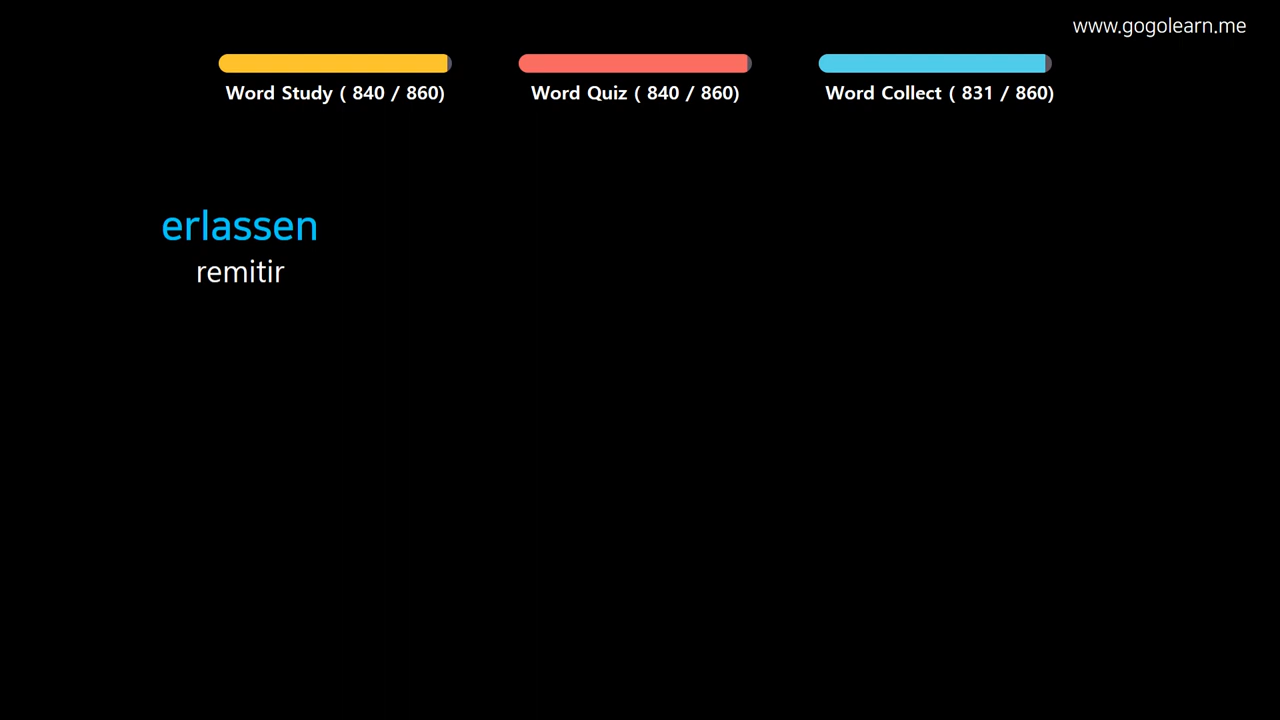 www.gogolearn.me
Word Study ( 840 / 860)
Word Quiz ( 840 / 860)
Word Collect ( 831 / 860)
erlassen
remitir